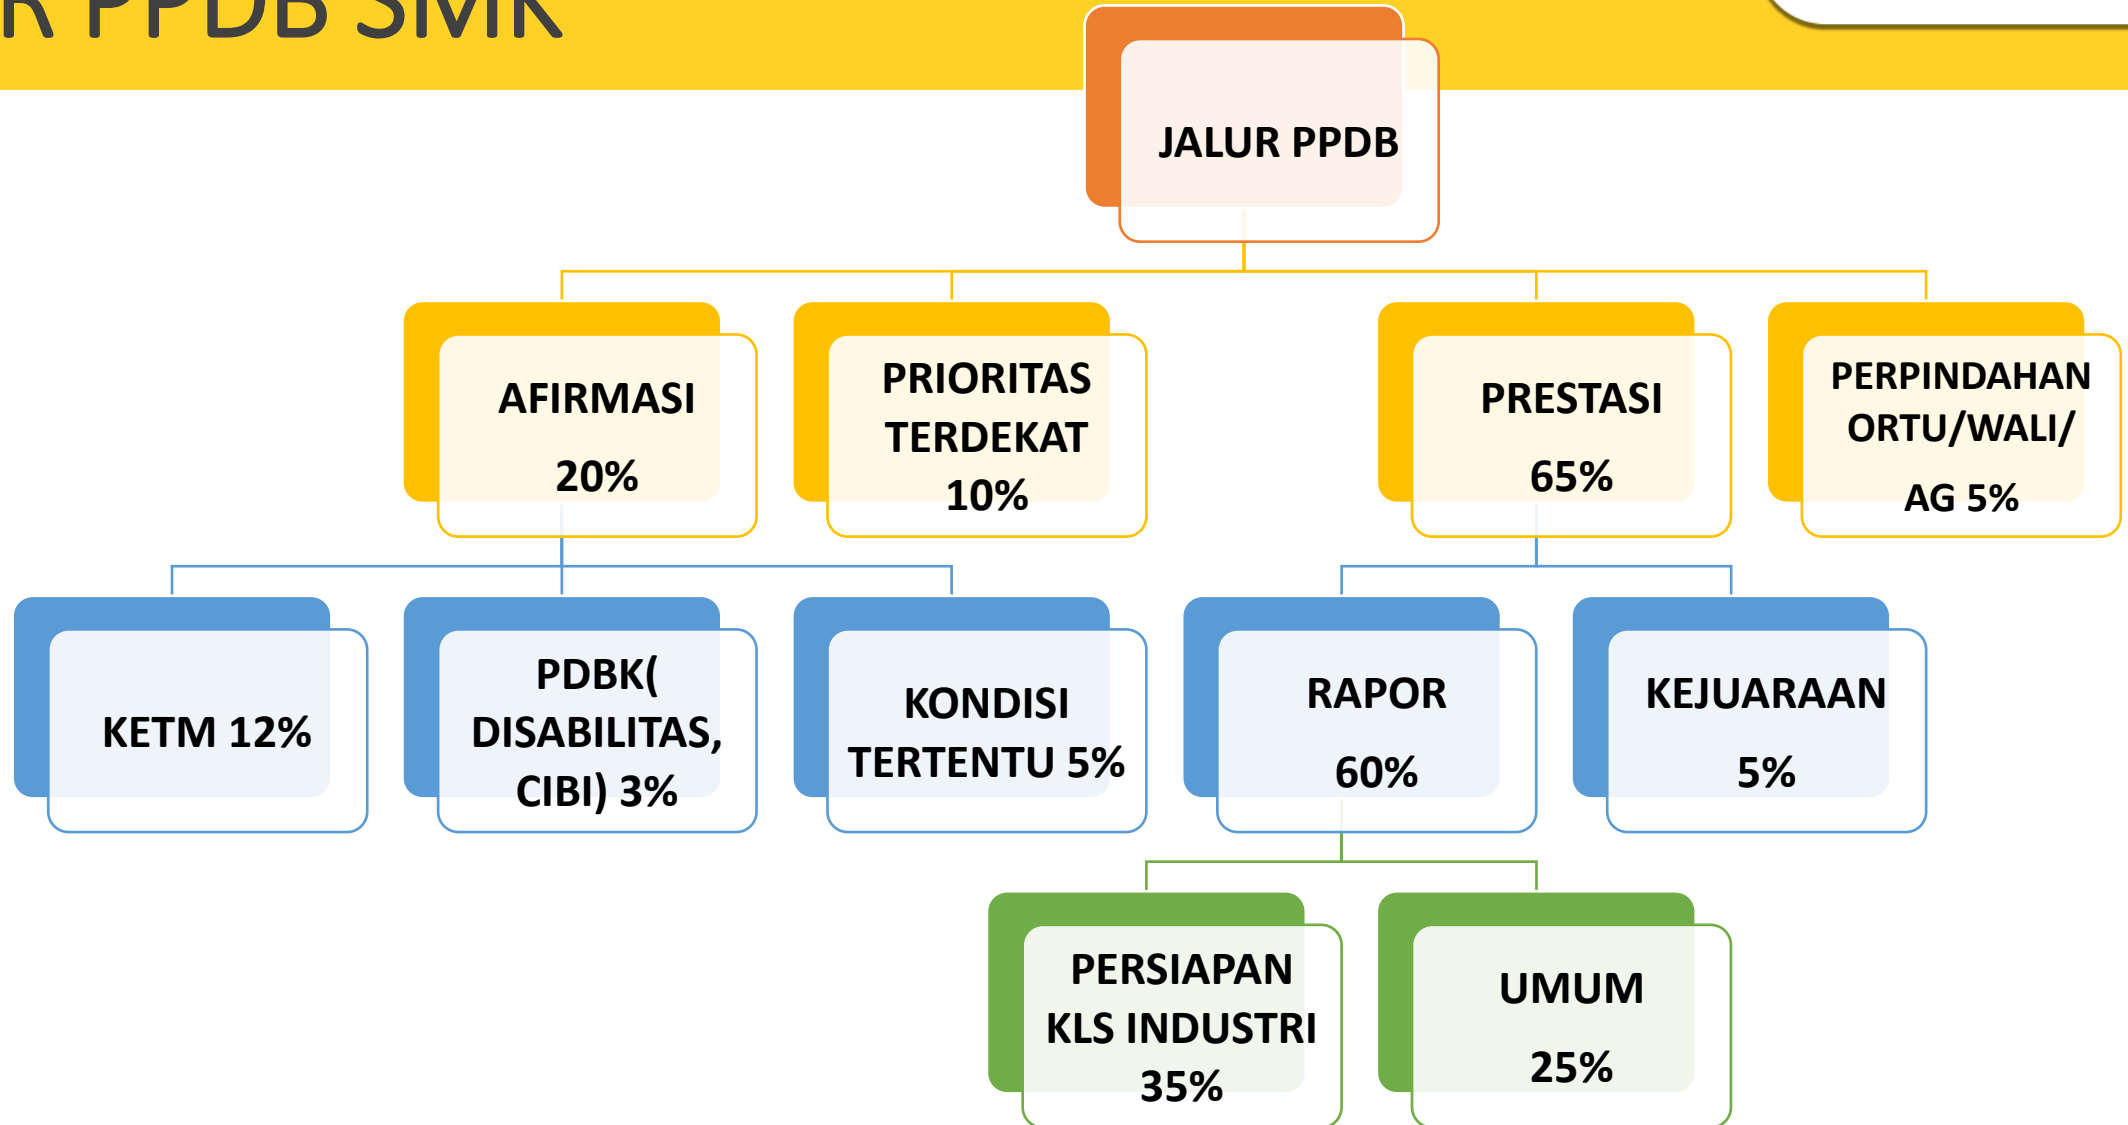 R PPDB SMK
JALUR PPDB
AFIRMASI
20%
PRIORITAS
TERDEKAT
10%
PRESTASI
65%
PERPINDAHAN
ORTU/WALI/
AG 5%
KETM 12%
PDBK(
DISABILITAS,
CIBI) 3%
KONDISI
TERTENTU 5%
RAPOR
60%
KEJUARAAN
5%
PERSIAPAN
KLS INDUSTRI
35%
UMUM
25%